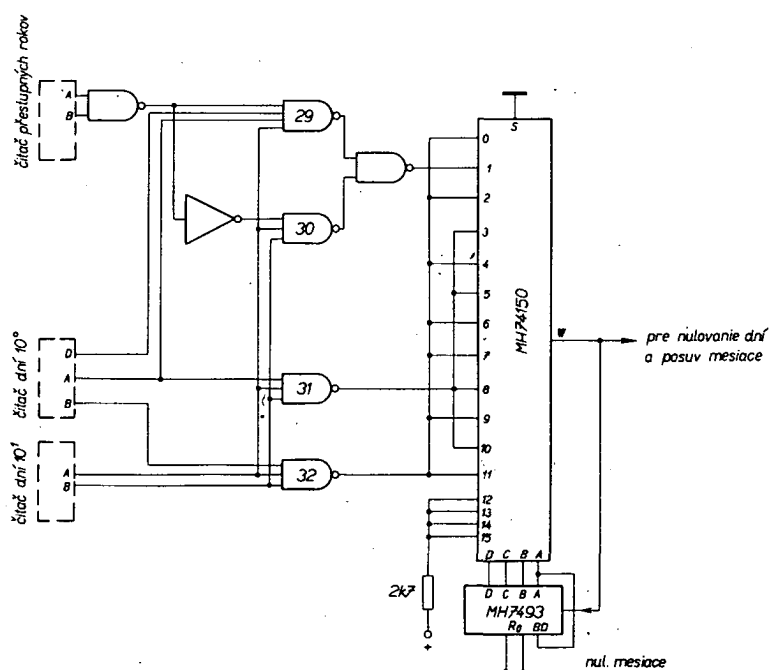 čítač přestupných rokov
A
B
29
30
čítač dní 10⁰
D
A
B
31
čítač dní 10¹
A
B
32
S
0
1
2
3
4
5
6
7
8
9
10
11
12
13
14
15
MH74150
W
pre nulovanie dní
a posuv mesiace
D C B A
2k7
+
D C B A
MH7493
R₀ BD
nul. mesiace